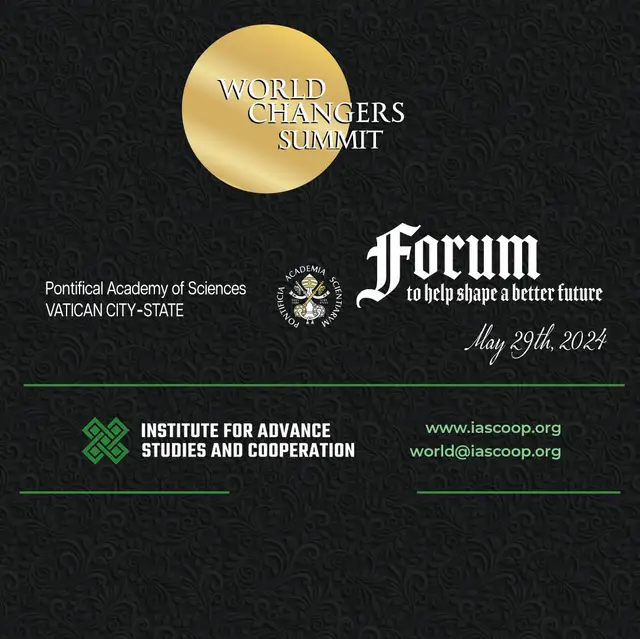 WORLD
CHANGERS
SUMMIT
Pontifical Academy of Sciences
VATICAN CITY-STATE
PONTIFICIA ACADEMIA SCIENTIARVM
Forum
to help shape a better future
May 29th, 2024
INSTITUTE FOR ADVANCE
STUDIES AND COOPERATION
www.iascoop.org
world@iascoop.org